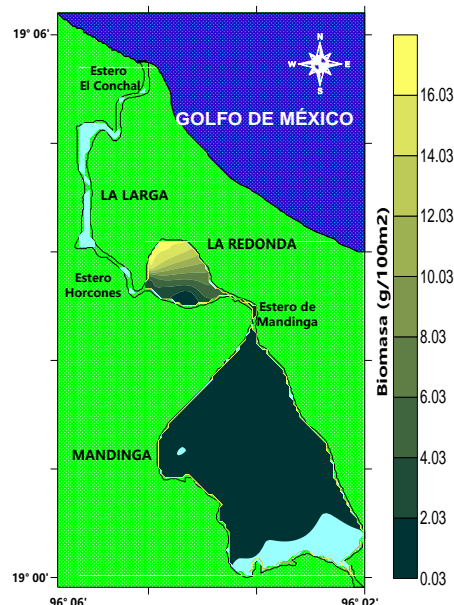 19° 06'
N
W E
S
Estero
El Conchal
GOLFO DE MÉXICO
LA LARGA
LA REDONDA
Estero
Horcones
Estero de
Mandinga
MANDINGA
19° 00'
96° 06'
96° 02'
Biomasa (g/100m2)
16.03
14.03
12.03
10.03
8.03
6.03
4.03
2.03
0.03